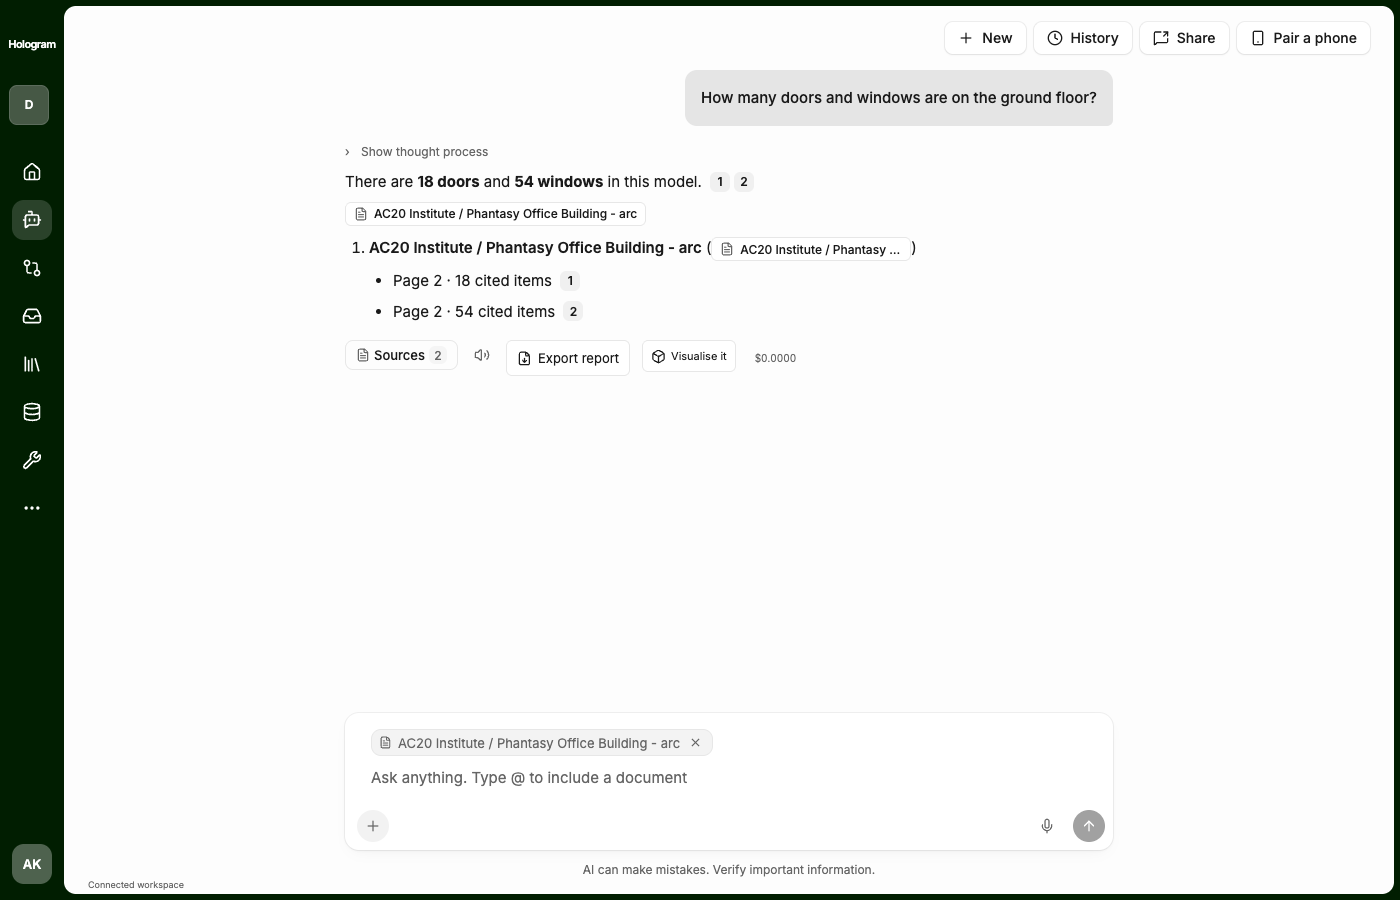 Hologram
D
AK
New
History
Share
Pair a phone
How many doors and windows are on the ground floor?
Show thought process
There are 18 doors and 54 windows in this model. 1 2
AC20 Institute / Phantasy Office Building - arc
1. AC20 Institute / Phantasy Office Building - arc ( AC20 Institute / Phantasy ... )
• Page 2 · 18 cited items 1
• Page 2 · 54 cited items 2
Sources 2
Export report
Visualise it
$0.0000
AC20 Institute / Phantasy Office Building - arc
Ask anything. Type @ to include a document
AI can make mistakes. Verify important information.
Connected workspace